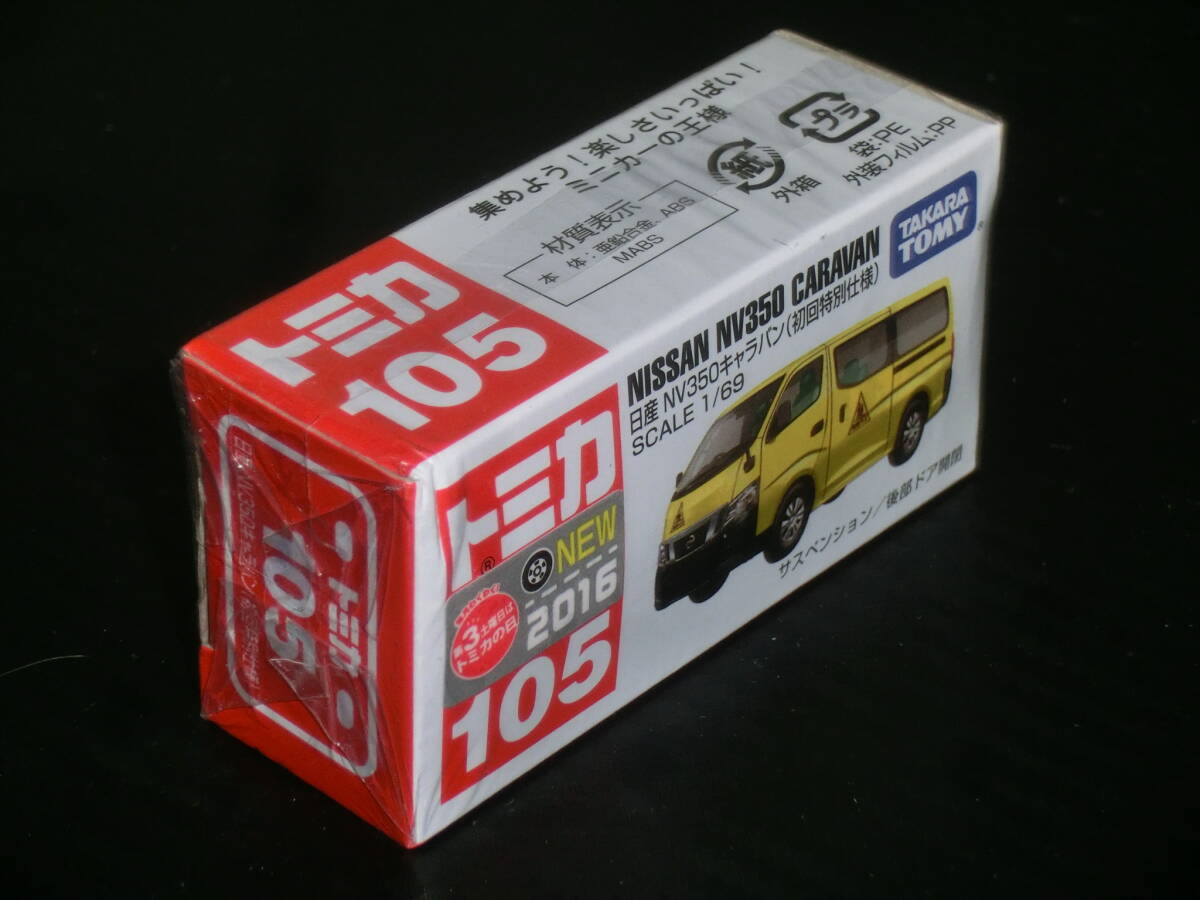 集めよう！楽しさいっぱい！
ミニカーの王様
材質表示
本 体：亜鉛合金、ABS
MABS
紙
外箱
プラ
袋：PE
外装フィルム：PP
トミカ
105
トミカ
105
トミカ
®
NEW
2016
第3土曜日は
トミカの日
105
NISSAN NV350 CARAVAN
日産 NV350キャラバン（初回特別仕様）
SCALE 1/69
TAKARA
TOMY
®
サスペンション／後部ドア開閉